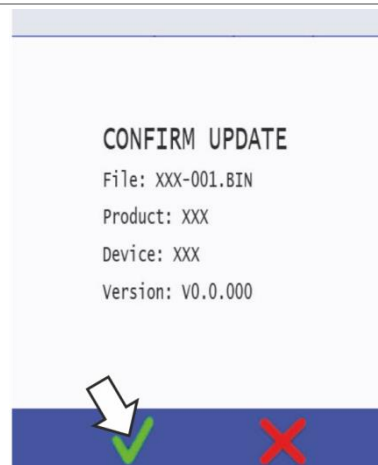 CONFIRM UPDATE
File: XXX-001.BIN
Product: XXX
Device: XXX
Version: V0.0.000